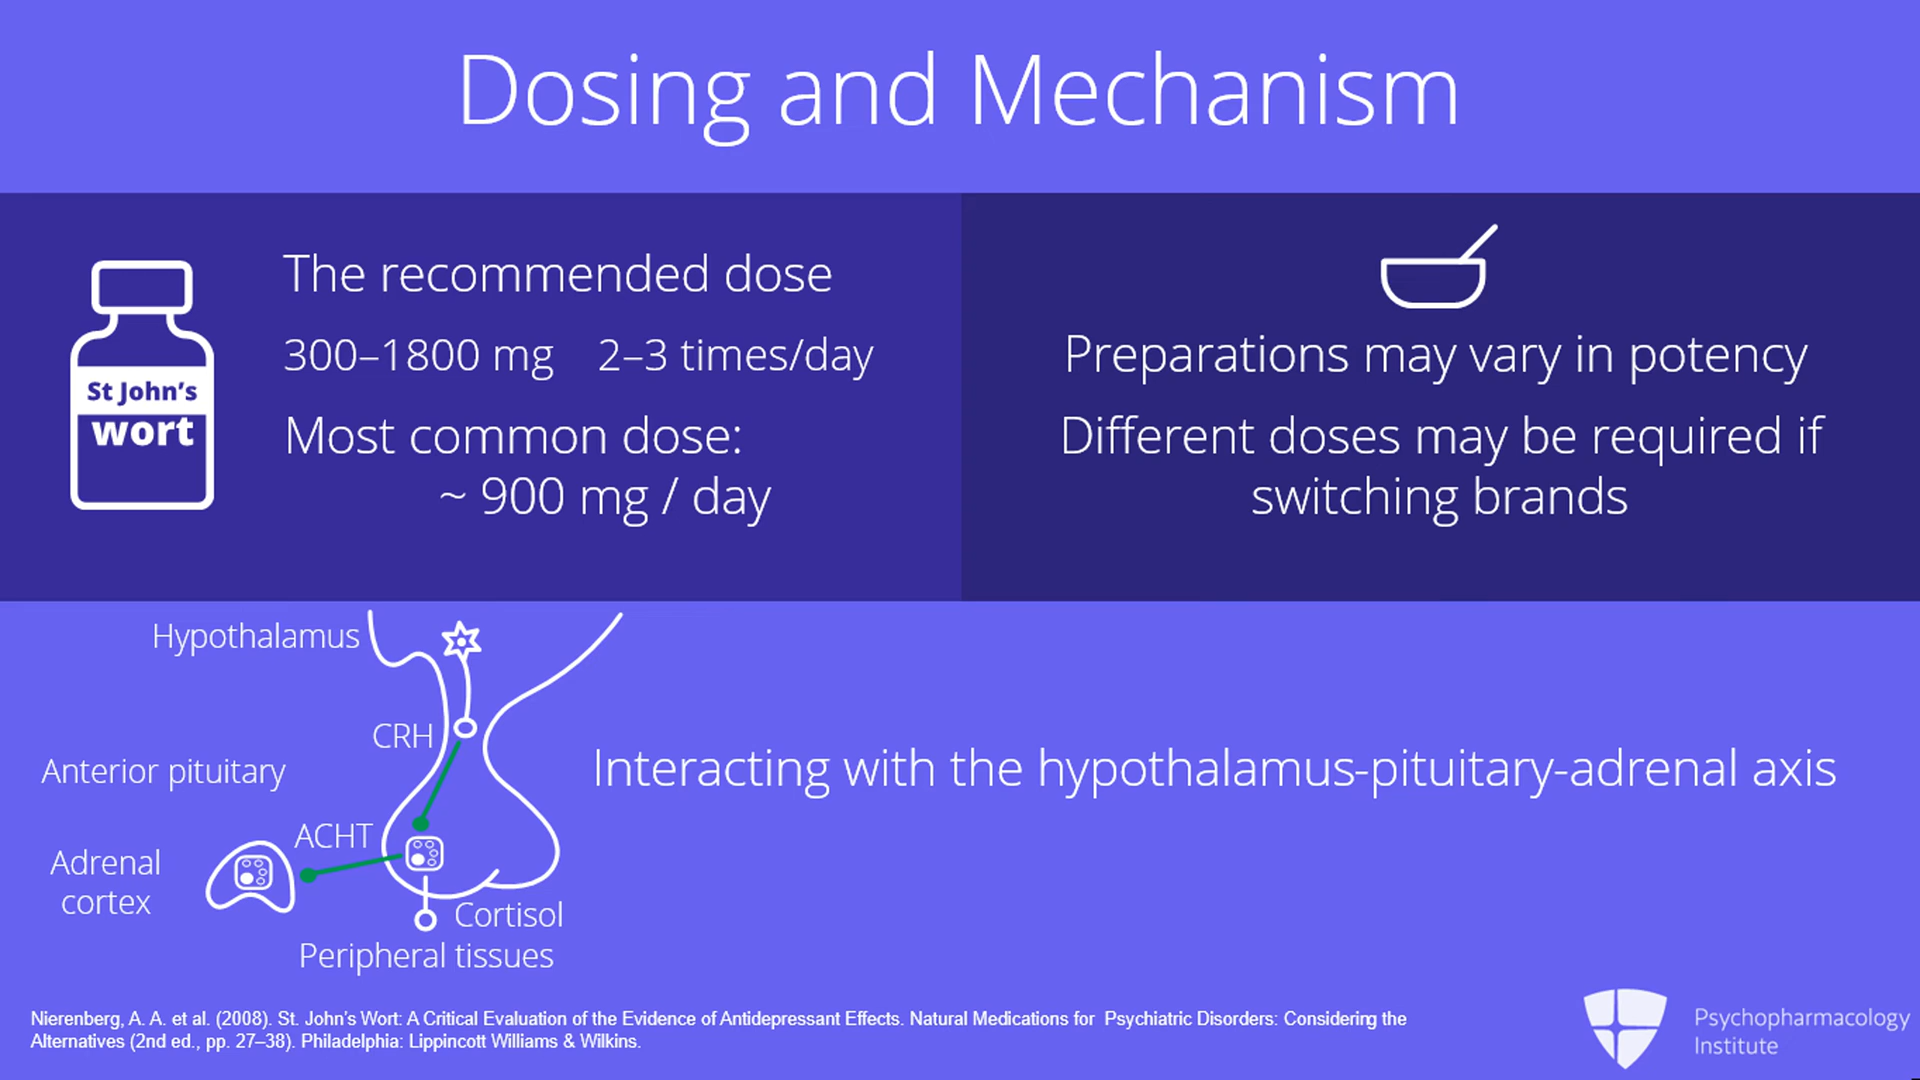 Dosing and Mechanism
St John's
wort
The recommended dose
300–1800 mg 2–3 times/day
Most common dose:
~ 900 mg / day
Preparations may vary in potency
Different doses may be required if
switching brands
Hypothalamus
CRH
Anterior pituitary
ACHT
Adrenal
cortex
Cortisol
Peripheral tissues
Interacting with the hypothalamus-pituitary-adrenal axis
Nierenberg, A. A. et al. (2008). St. John's Wort: A Critical Evaluation of the Evidence of Antidepressant Effects. Natural Medications for Psychiatric Disorders: Considering the
Alternatives (2nd ed., pp. 27–38). Philadelphia: Lippincott Williams & Wilkins.
Psychopharmacology
Institute